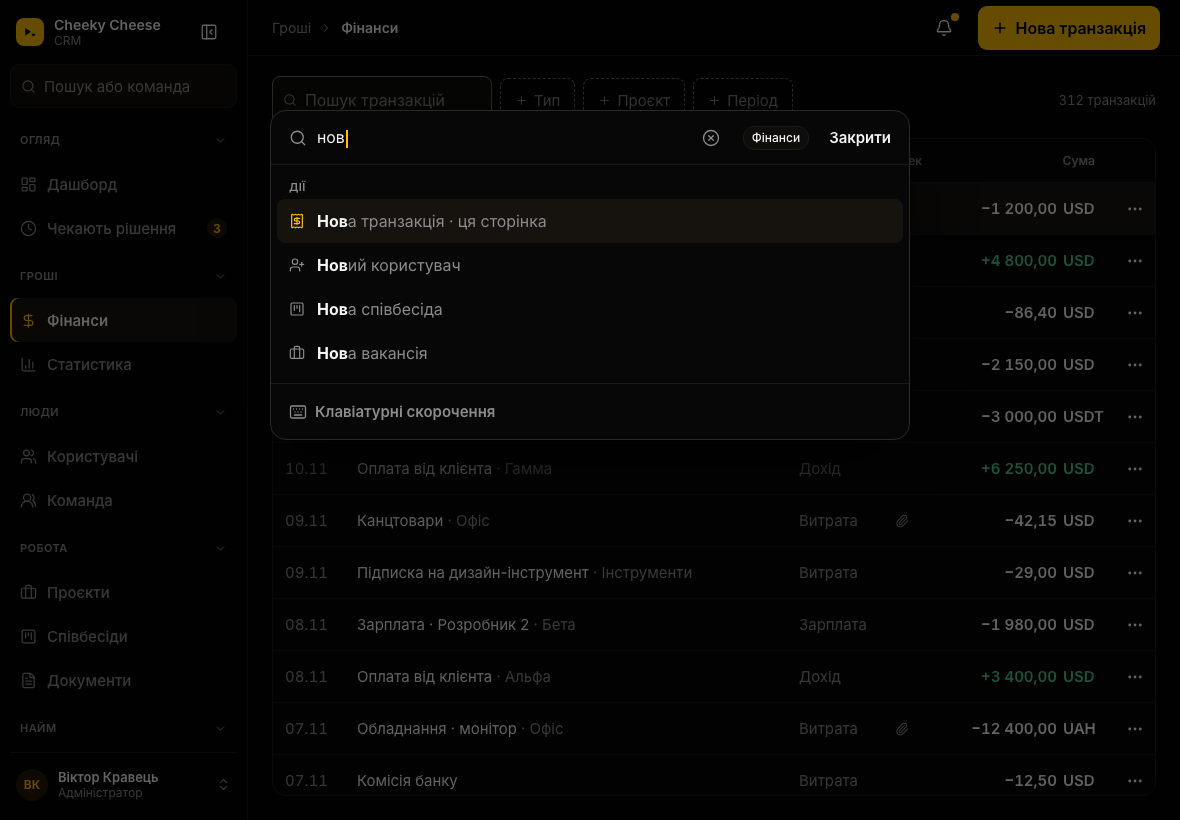 Cheeky Cheese
CRM
Пошук або команда
ОГЛЯД
Дашборд
Чекають рішення 3
ГРОШІ
Фінанси
Статистика
ЛЮДИ
Користувачі
Команда
РОБОТА
Проєкти
Співбесіди
Документи
НАЙМ
ВК
Віктор Кравець
Адміністратор
Гроші Фінанси
+ Нова транзакція
Пошук транзакцій
+ Тип
+ Проєкт
+ Період
312 транзакцій
нов
Фінанси
Закрити
ДІЇ
Нова транзакція · ця сторінка
Новий користувач
Нова співбесіда
Нова вакансія
Клавіатурні скорочення
ек Сума
−1 200,00 USD
+4 800,00 USD
−86,40 USD
−2 150,00 USD
−3 000,00 USDT
10.11 Оплата від клієнта · Гамма Дохід +6 250,00 USD
09.11 Канцтовари · Офіс Витрата −42,15 USD
09.11 Підписка на дизайн-інструмент · Інструменти Витрата −29,00 USD
08.11 Зарплата · Розробник 2 · Бета Зарплата −1 980,00 USD
08.11 Оплата від клієнта · Альфа Дохід +3 400,00 USD
07.11 Обладнання · монітор · Офіс Витрата −12 400,00 UAH
07.11 Комісія банку Витрата −12,50 USD